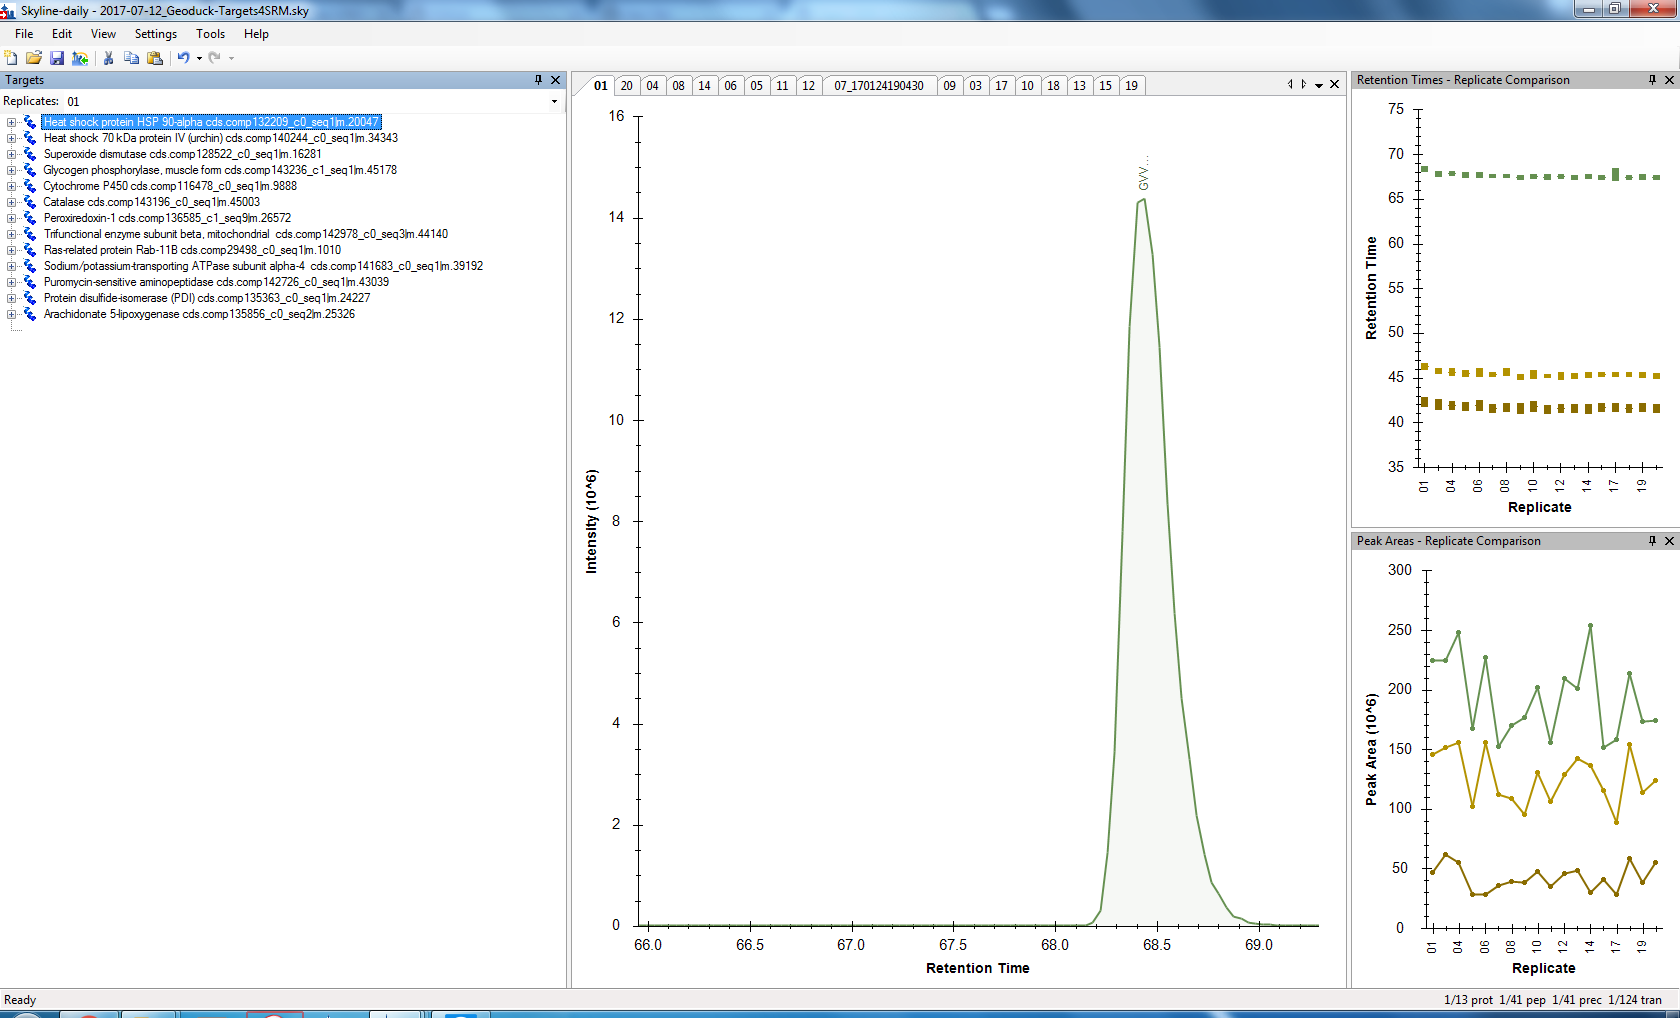 Skyline-daily - 2017-07-12_Geoduck-Targets4SRM.sky
File Edit View Settings Tools Help
Targets
Replicates: 01
Heat shock protein HSP 90-alpha cds.comp132209_c0_seq1|m.20047
Heat shock 70 kDa protein IV (urchin) cds.comp140244_c0_seq1|m.34343
Superoxide dismutase cds.comp128522_c0_seq1|m.16281
Glycogen phosphorylase, muscle form cds.comp143236_c1_seq1|m.45178
Cytochrome P450 cds.comp116478_c0_seq1|m.9888
Catalase cds.comp143196_c0_seq1|m.45003
Peroxiredoxin-1 cds.comp136585_c1_seq9|m.26572
Trifunctional enzyme subunit beta, mitochondrial cds.comp142978_c0_seq3|m.44140
Ras-related protein Rab-11B cds.comp29498_c0_seq1|m.1010
Sodium/potassium-transporting ATPase subunit alpha-4 cds.comp141683_c0_seq1|m.39192
Puromycin-sensitive aminopeptidase cds.comp142726_c0_seq1|m.43039
Protein disulfide-isomerase (PDI) cds.comp135363_c0_seq1|m.24227
Arachidonate 5-lipoxygenase cds.comp135856_c0_seq2|m.25326
01 20 04 08 14 06 05 11 12 07_170124190430 09 03 17 10 18 13 15 19
16
14
12
10
8
6
4
2
0
Intensity (10^6)
GVV...
66.0 66.5 67.0 67.5 68.0 68.5 69.0
Retention Time
Retention Times - Replicate Comparison
75
70
65
60
55
50
45
40
35
Retention Time
01 04 06 08 10 12 14 17 19
Replicate
Peak Areas - Replicate Comparison
300
250
200
150
100
50
0
Peak Area (10^6)
01 04 06 08 10 12 14 17 19
Replicate
Ready
1/13 prot 1/41 pep 1/41 prec 1/124 tran